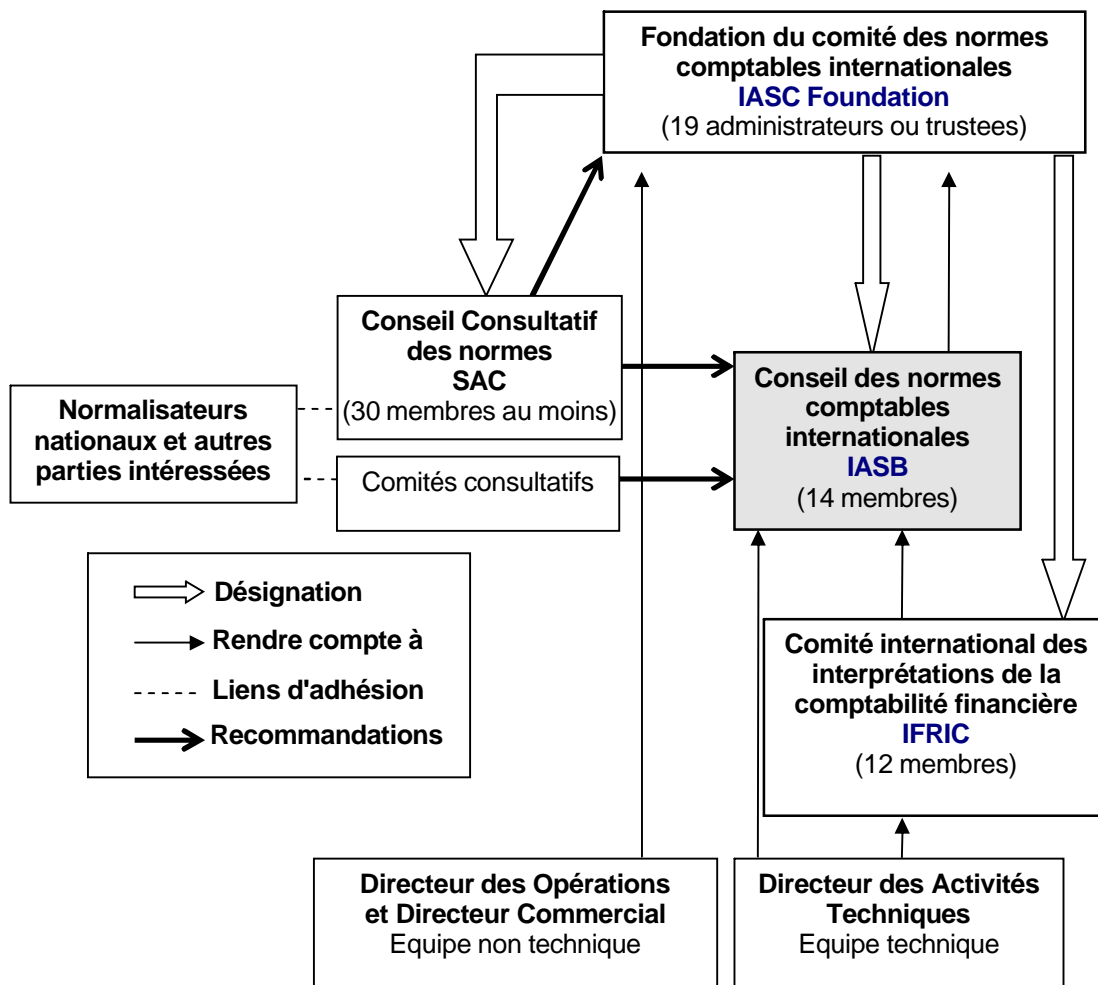 Fondation du comité des normes
comptables internationales
IASC Foundation
(19 administrateurs ou trustees)
Conseil Consultatif
des normes
SAC
(30 membres au moins)
Conseil des normes
comptables
internationales
IASB
(14 membres)
Normalisateurs
nationaux et autres
parties intéressées
Comités consultatifs
Désignation
Rendre compte à
Liens d'adhésion
Recommandations
Comité international des
interprétations de la
comptabilité financière
IFRIC
(12 membres)
Directeur des Opérations
et Directeur Commercial
Equipe non technique
Directeur des Activités
Techniques
Equipe technique